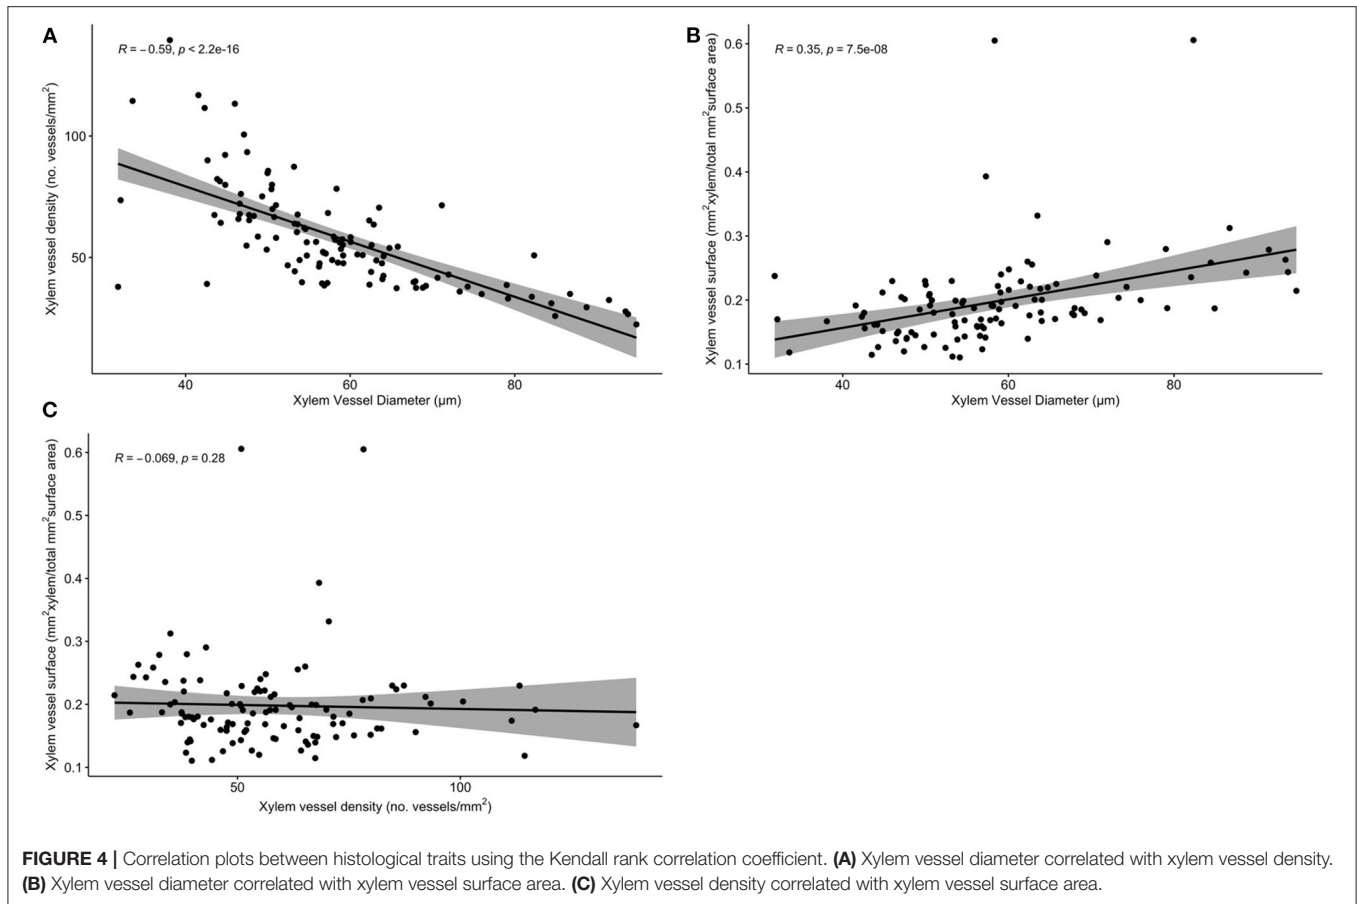 A
R = −0.59, p < 2.2e-16
Xylem vessel density (no. vessels/mm²)
100
50
40 60 80
Xylem Vessel Diameter (μm)
B
R = 0.35, p = 7.5e-08
Xylem vessel surface (mm²xylem/total mm²surface area)
0.6
0.5
0.4
0.3
0.2
0.1
40 60 80
Xylem Vessel Diameter (μm)
C
R = −0.069, p = 0.28
Xylem vessel surface (mm²xylem/total mm²surface area)
0.6
0.5
0.4
0.3
0.2
0.1
50 100
Xylem vessel density (no. vessels/mm²)
FIGURE 4 | Correlation plots between histological traits using the Kendall rank correlation coefficient. (A) Xylem vessel diameter correlated with xylem vessel density.
(B) Xylem vessel diameter correlated with xylem vessel surface area. (C) Xylem vessel density correlated with xylem vessel surface area.